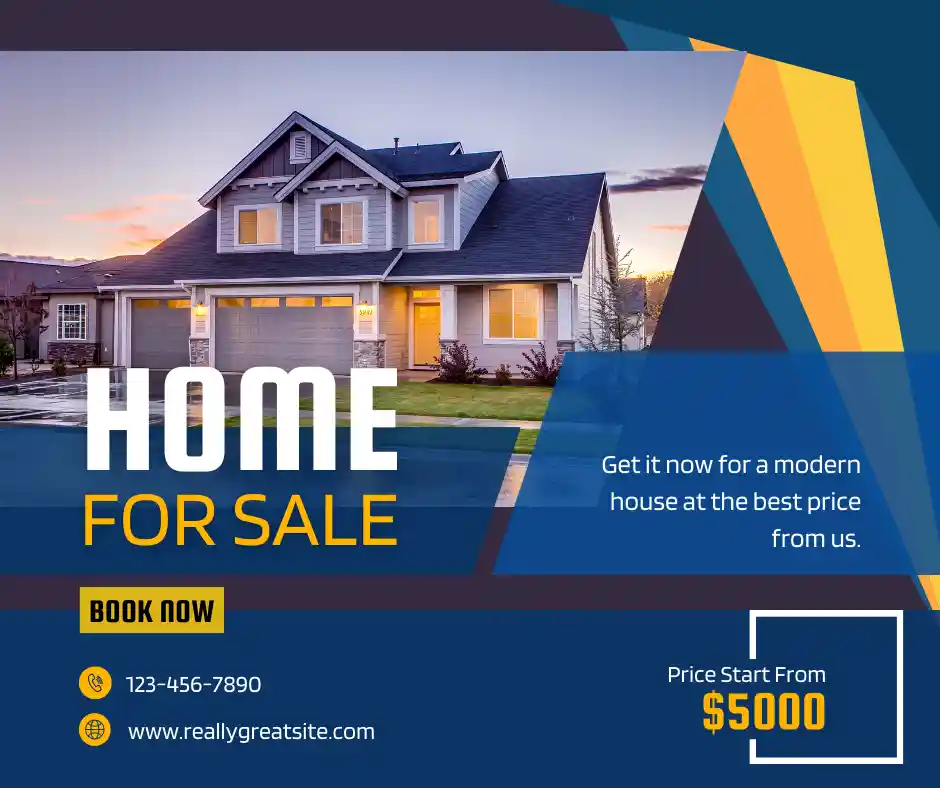 HOME
FOR SALE
Get it now for a modern
house at the best price
from us.
BOOK NOW
123-456-7890
www.reallygreatsite.com
Price Start From
$5000